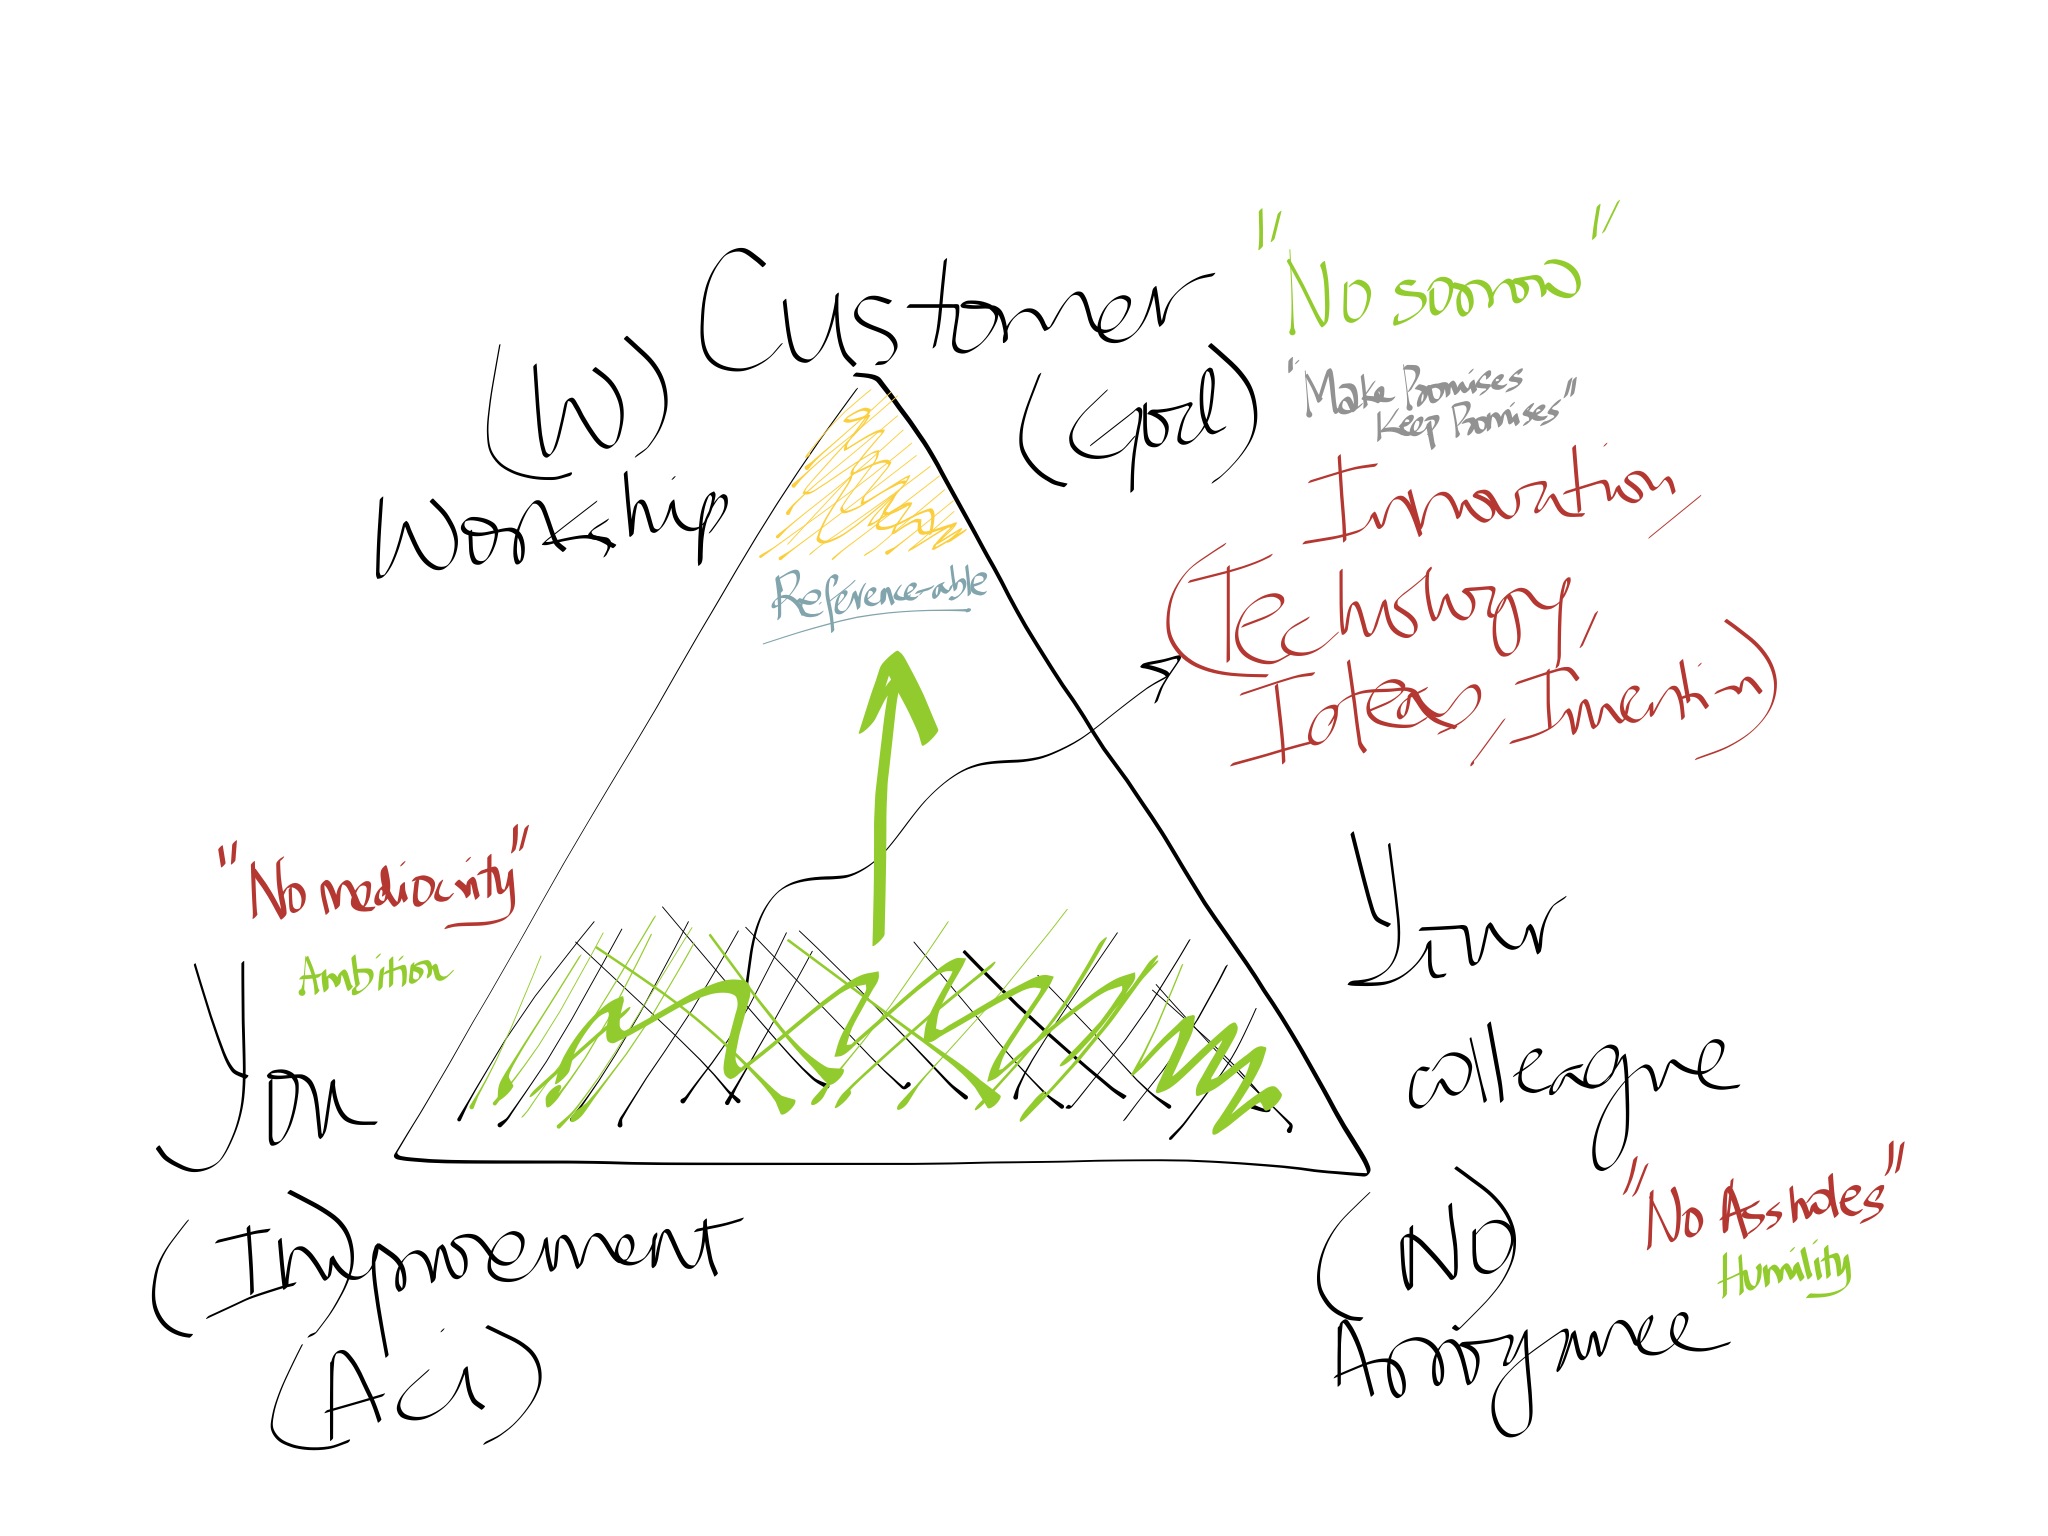 "No sorrow"
Customer
(W)
(God)
"Make Promises
Keep Promises"
Worship
Innovation
(Technology,
Ideas, Invention)
Reference-able
"No mediocrity"
Ambition
You
Your
colleague
(Improvement
(Aci)
(No)
Arrogance
"No Assholes"
Humility